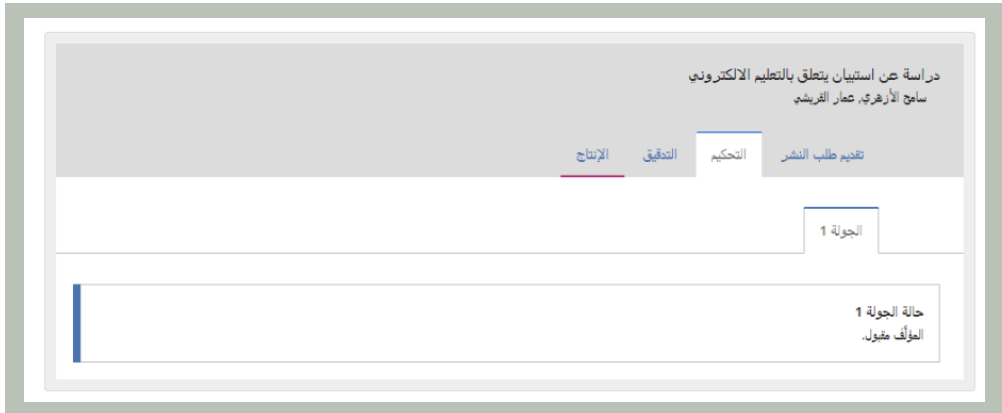 دراسة عن استبيان يتعلق بالتعليم الالكتروني
سامح الأزهري, عمار القريشي
تقديم طلب النشر التحكيم التدقيق الإنتاج
الجولة 1
حالة الجولة 1
المؤلَّف مقبول.